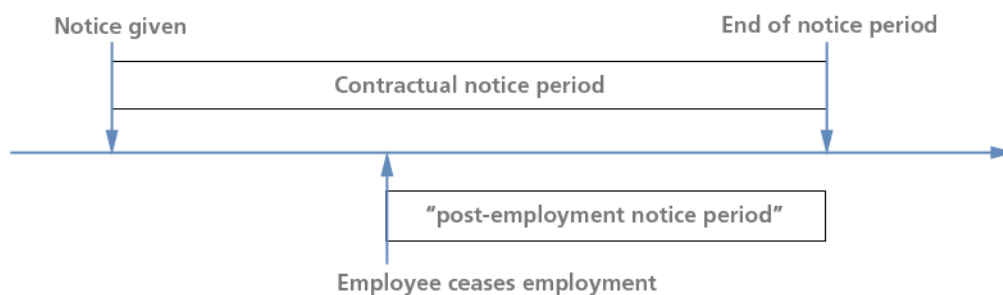 Notice given
End of notice period
Contractual notice period
“post-employment notice period”
Employee ceases employment